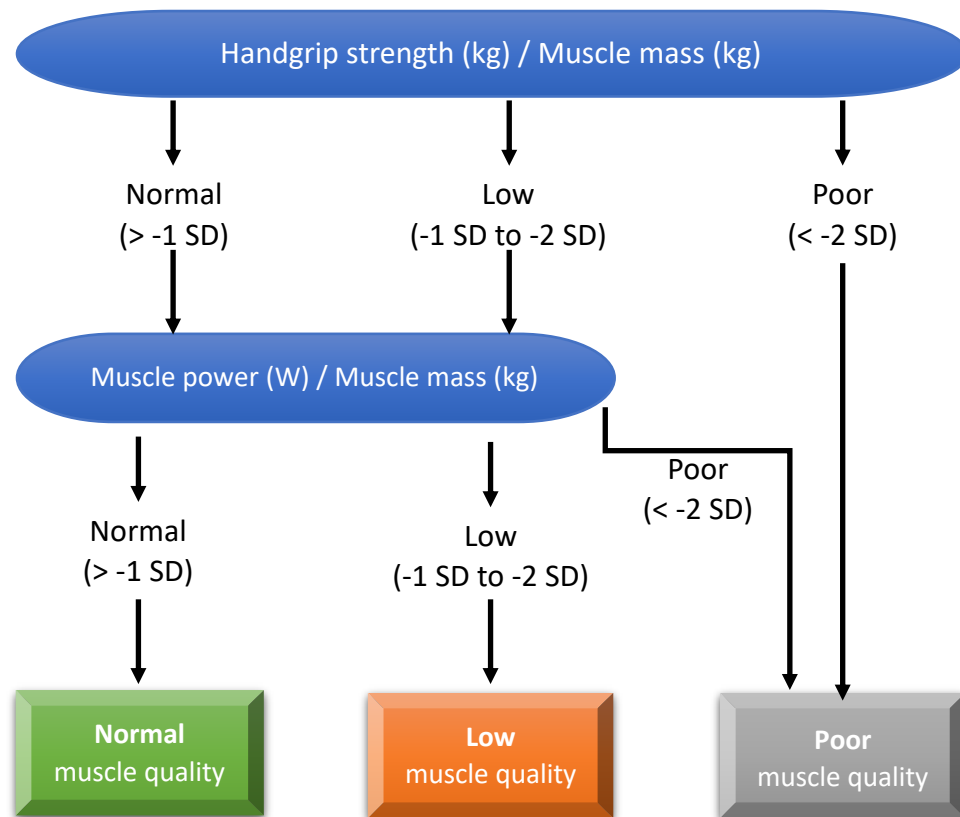 Handgrip strength (kg) / Muscle mass (kg)
Normal
(> -1 SD)
Low
(-1 SD to -2 SD)
Poor
(< -2 SD)
Muscle power (W) / Muscle mass (kg)
Normal
(> -1 SD)
Low
(-1 SD to -2 SD)
Poor
(< -2 SD)
Normal
muscle quality
Low
muscle quality
Poor
muscle quality